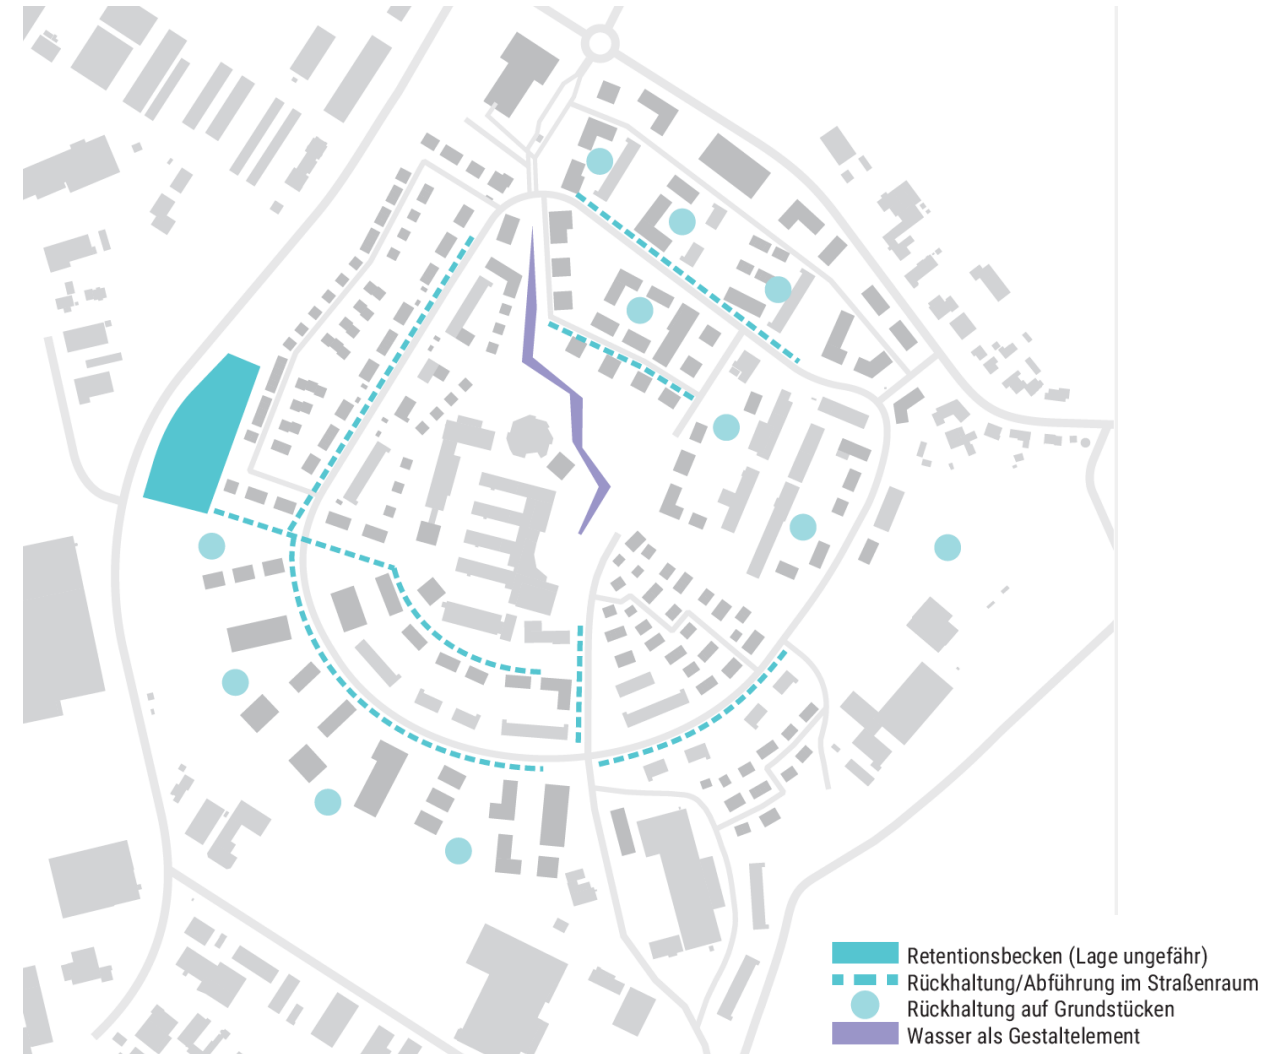 Retentionsbecken (Lage ungefähr)
Rückhaltung/Abführung im Straßenraum
Rückhaltung auf Grundstücken
Wasser als Gestaltelement